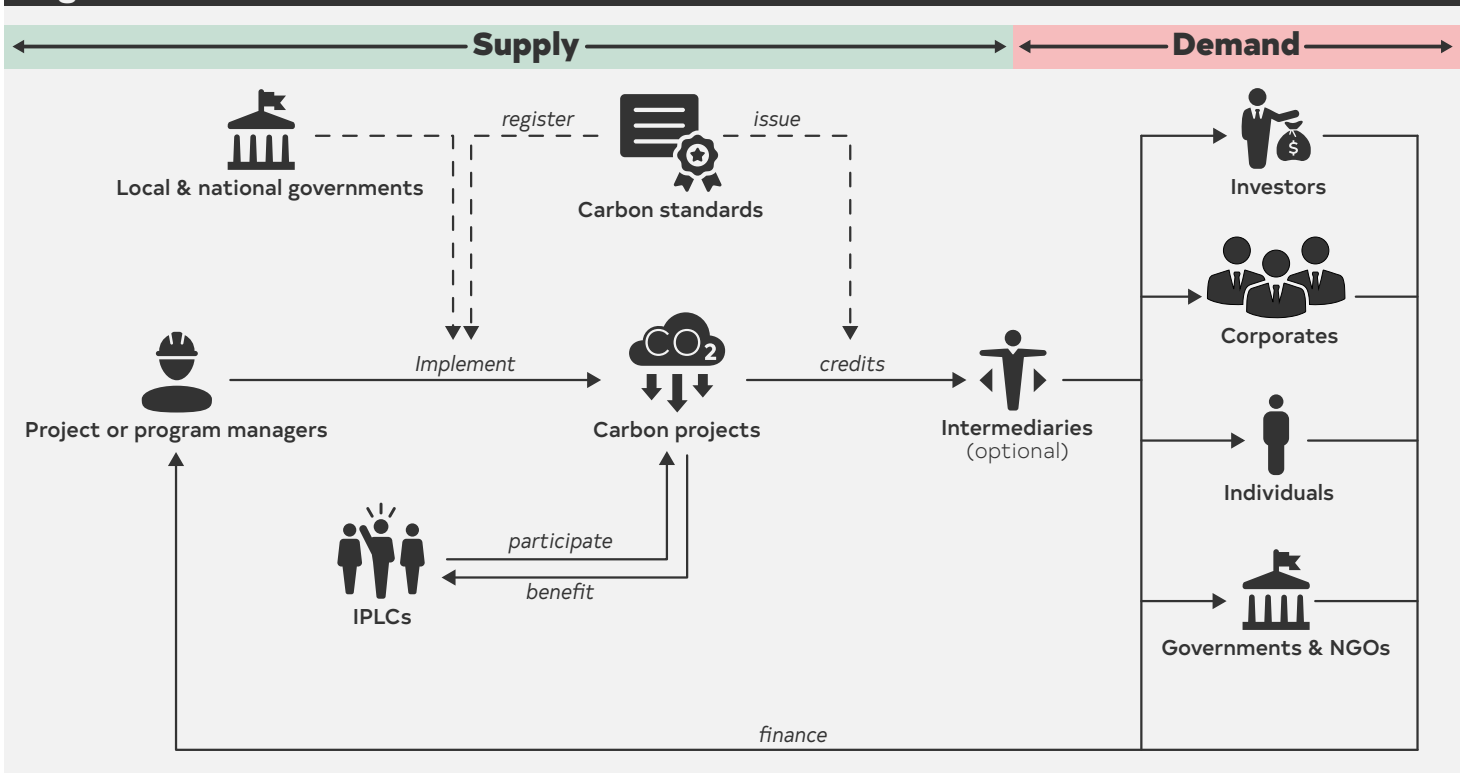 Supply
Demand
register
issue
Local & national governments
Carbon standards
Investors
Corporates
Implement
CO2
credits
Project or program managers
Carbon projects
Intermediaries
(optional)
Individuals
participate
benefit
IPLCs
$
Governments & NGOs
finance